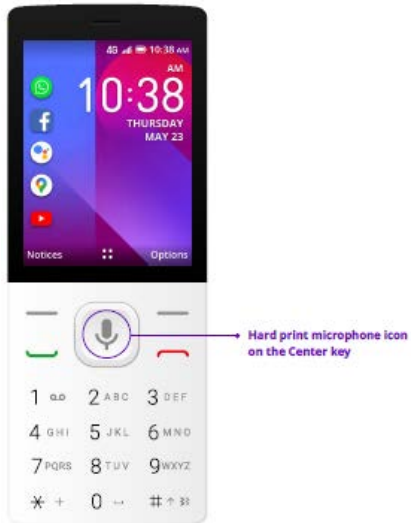 4G 10:38 AM
AM
10:38
THURSDAY
MAY 23
Notices
Options
Hard print microphone icon
on the Center key
1
2 ABC
3 DEF
4 GHI
5 JKL
6 MNO
7 PQRS
8 TUV
9 WXYZ
* +
0
#